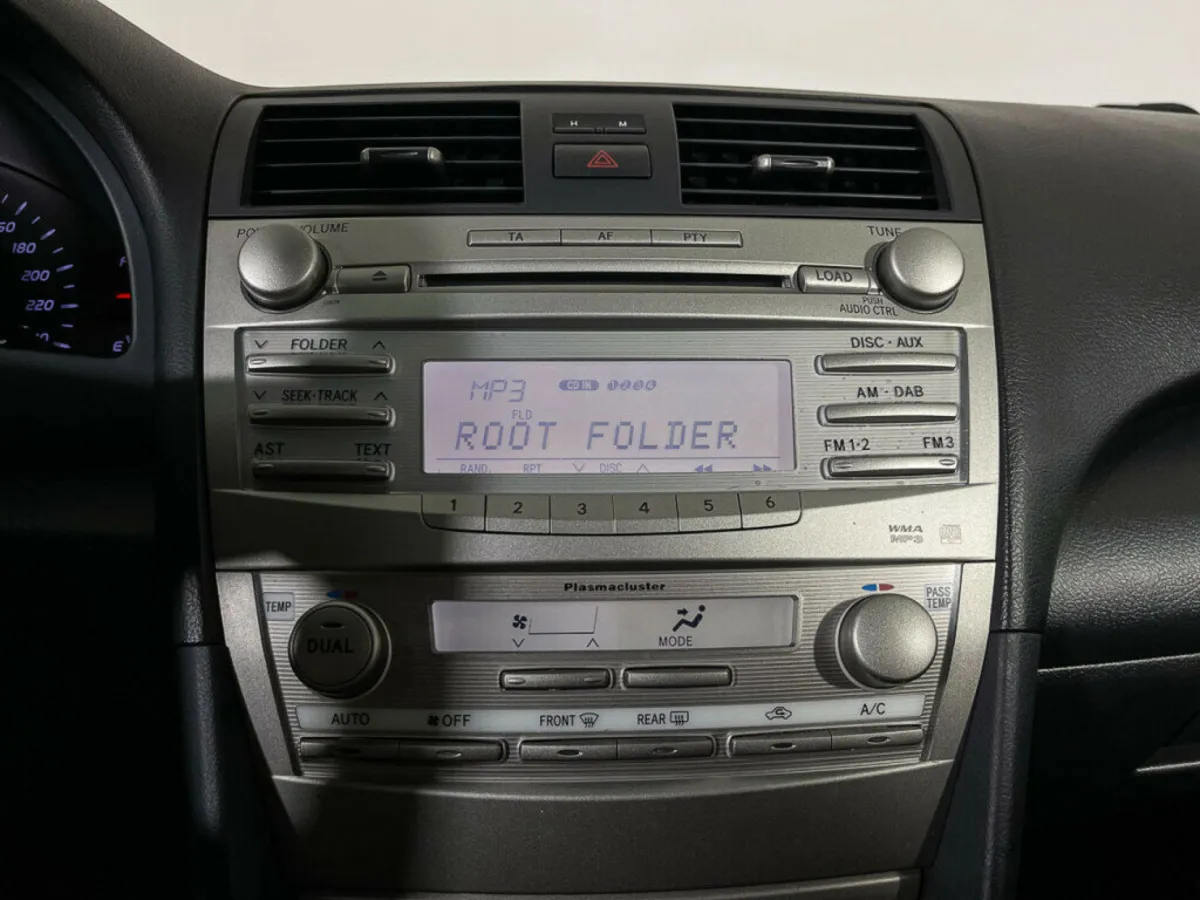 H M
60
180
200
220
F
E
VOLUME
TA AF PTY
TUNE
LOAD
PUSH
AUDIO CTRL
FOLDER
SEEK·TRACK
AST TEXT
MP3 CD IN 1 2 3 4
FLD
ROOT FOLDER
RAND RPT DISC
DISC · AUX
AM · DAB
FM1·2 FM3
1 2 3 4 5 6
WMA
MP3
Plasmacluster
TEMP
DUAL
MODE
PASS
TEMP
AUTO OFF FRONT REAR A/C